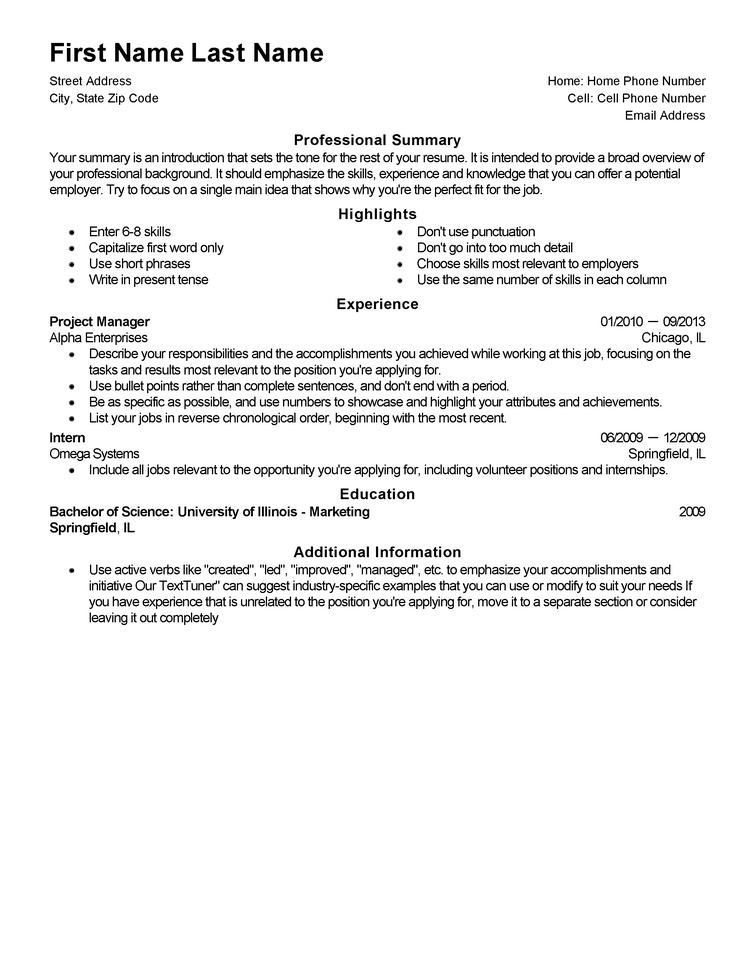 First Name Last Name
Street Address
Home: Home Phone Number
City, State Zip Code
Cell: Cell Phone Number
Email Address
Professional Summary
Your summary is an introduction that sets the tone for the rest of your resume. It is intended to provide a broad overview of
your professional background. It should emphasize the skills, experience and knowledge that you can offer a potential
employer. Try to focus on a single main idea that shows why you're the perfect fit for the job.
Highlights
• Enter 6-8 skills
• Capitalize first word only
• Use short phrases
• Write in present tense
• Don't use punctuation
• Don't go into too much detail
• Choose skills most relevant to employers
• Use the same number of skills in each column
Experience
Project Manager 01/2010 — 09/2013
Alpha Enterprises Chicago, IL
• Describe your responsibilities and the accomplishments you achieved while working at this job, focusing on the
tasks and results most relevant to the position you're applying for.
• Use bullet points rather than complete sentences, and don't end with a period.
• Be as specific as possible, and use numbers to showcase and highlight your attributes and achievements.
• List your jobs in reverse chronological order, beginning with the most recent.
Intern 06/2009 — 12/2009
Omega Systems Springfield, IL
• Include all jobs relevant to the opportunity you're applying for, including volunteer positions and internships.
Education
Bachelor of Science: University of Illinois - Marketing 2009
Springfield, IL
Additional Information
• Use active verbs like "created", "led", "improved", "managed", etc. to emphasize your accomplishments and
initiative Our TextTuner" can suggest industry-specific examples that you can use or modify to suit your needs If
you have experience that is unrelated to the position you're applying for, move it to a separate section or consider
leaving it out completely